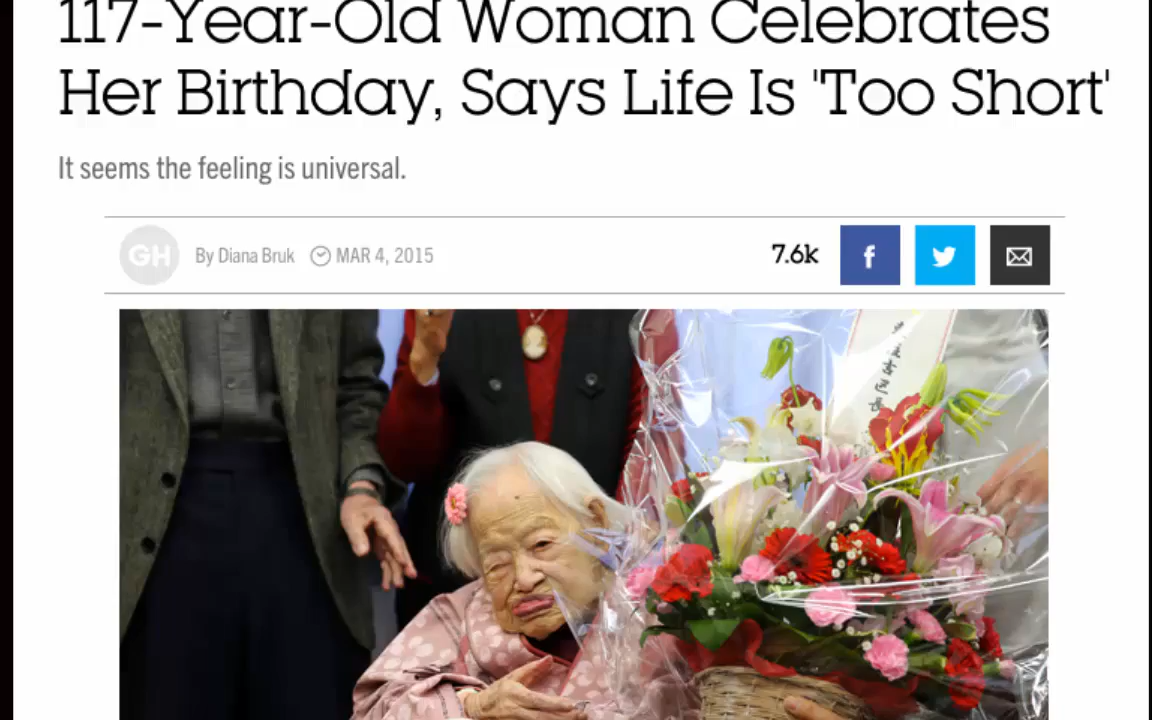 117-Year-Old Woman Celebrates
Her Birthday, Says Life Is 'Too Short'
It seems the feeling is universal.
GH By Diana Bruk MAR 4, 2015 7.6k f